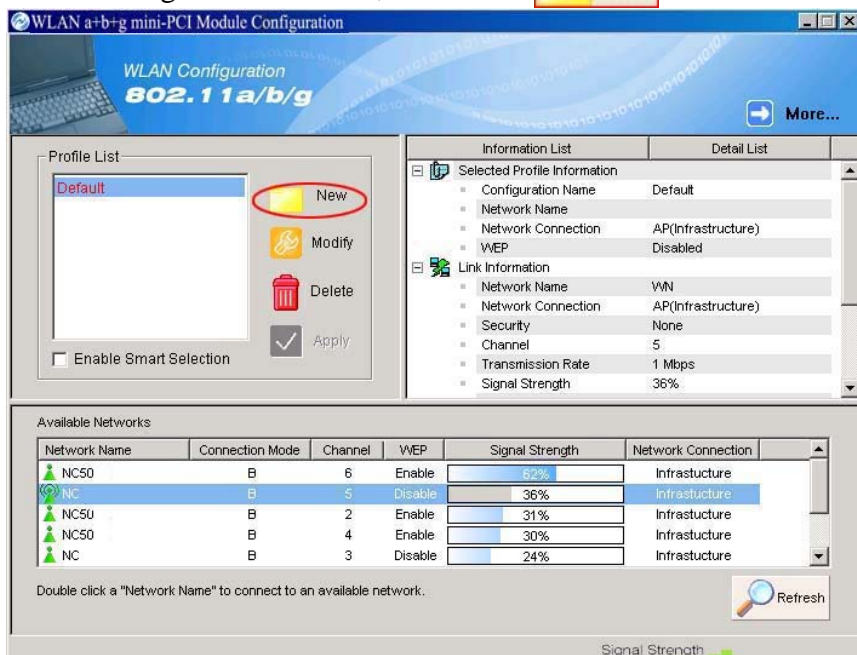 WLAN a+b+g mini-PCI Module Configuration
WLAN Configuration
802.11a/b/g
More...
Profile List
Default
New
Modify
Delete
Apply
Enable Smart Selection
Information List Detail List
Selected Profile Information
Configuration Name Default
Network Name
Network Connection AP(Infrastructure)
WEP Disabled
Link Information
Network Name WN
Network Connection AP(Infrastructure)
Security None
Channel 5
Transmission Rate 1 Mbps
Signal Strength 36%
Available Networks
Network Name Connection Mode Channel WEP Signal Strength Network Connection
NC50 B 6 Enable 62% Infrastucture
NC B 5 Disable 36% Infrastucture
NC50 B 2 Enable 31% Infrastucture
NC50 B 4 Enable 30% Infrastucture
NC B 3 Disable 24% Infrastucture
Double click a "Network Name" to connect to an available network.
Refresh
Signal Strength